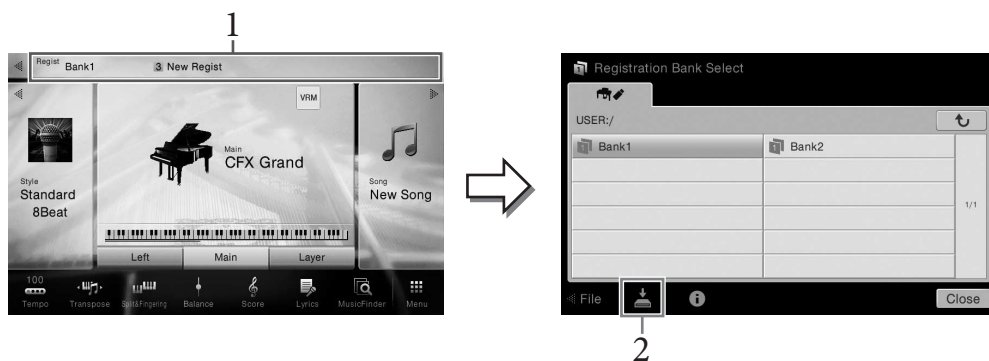 1
Regist Bank1 3 New Regist
VRM
Style
Standard
8Beat
Main
CFX Grand
Song
New Song
Left Main Layer
100
Tempo Transpose Split&Fingering Balance Score Lyrics MusicFinder Menu
Registration Bank Select
USER:/
Bank1 Bank2
1/1
File Close
2